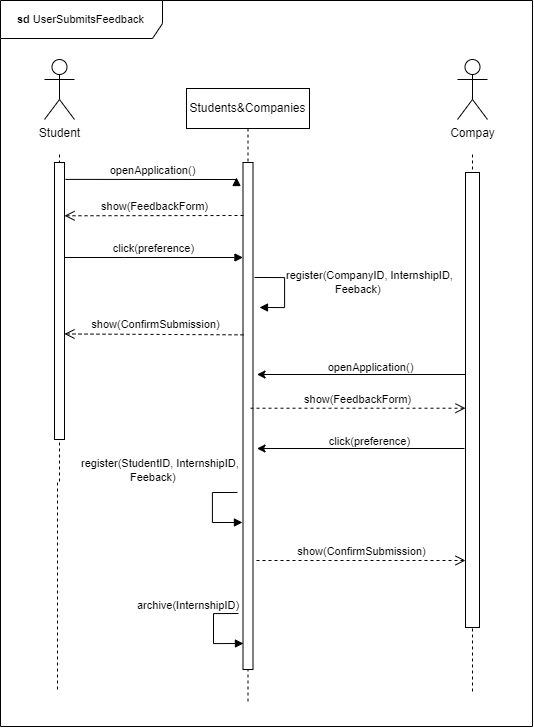 sd UserSubmitsFeedback
Student
Students&Companies
Compay
openApplication()
show(FeedbackForm)
click(preference)
register(CompanyID, InternshipID,
Feeback)
show(ConfirmSubmission)
openApplication()
show(FeedbackForm)
click(preference)
register(StudentID, InternshipID,
Feeback)
show(ConfirmSubmission)
archive(InternshipID)